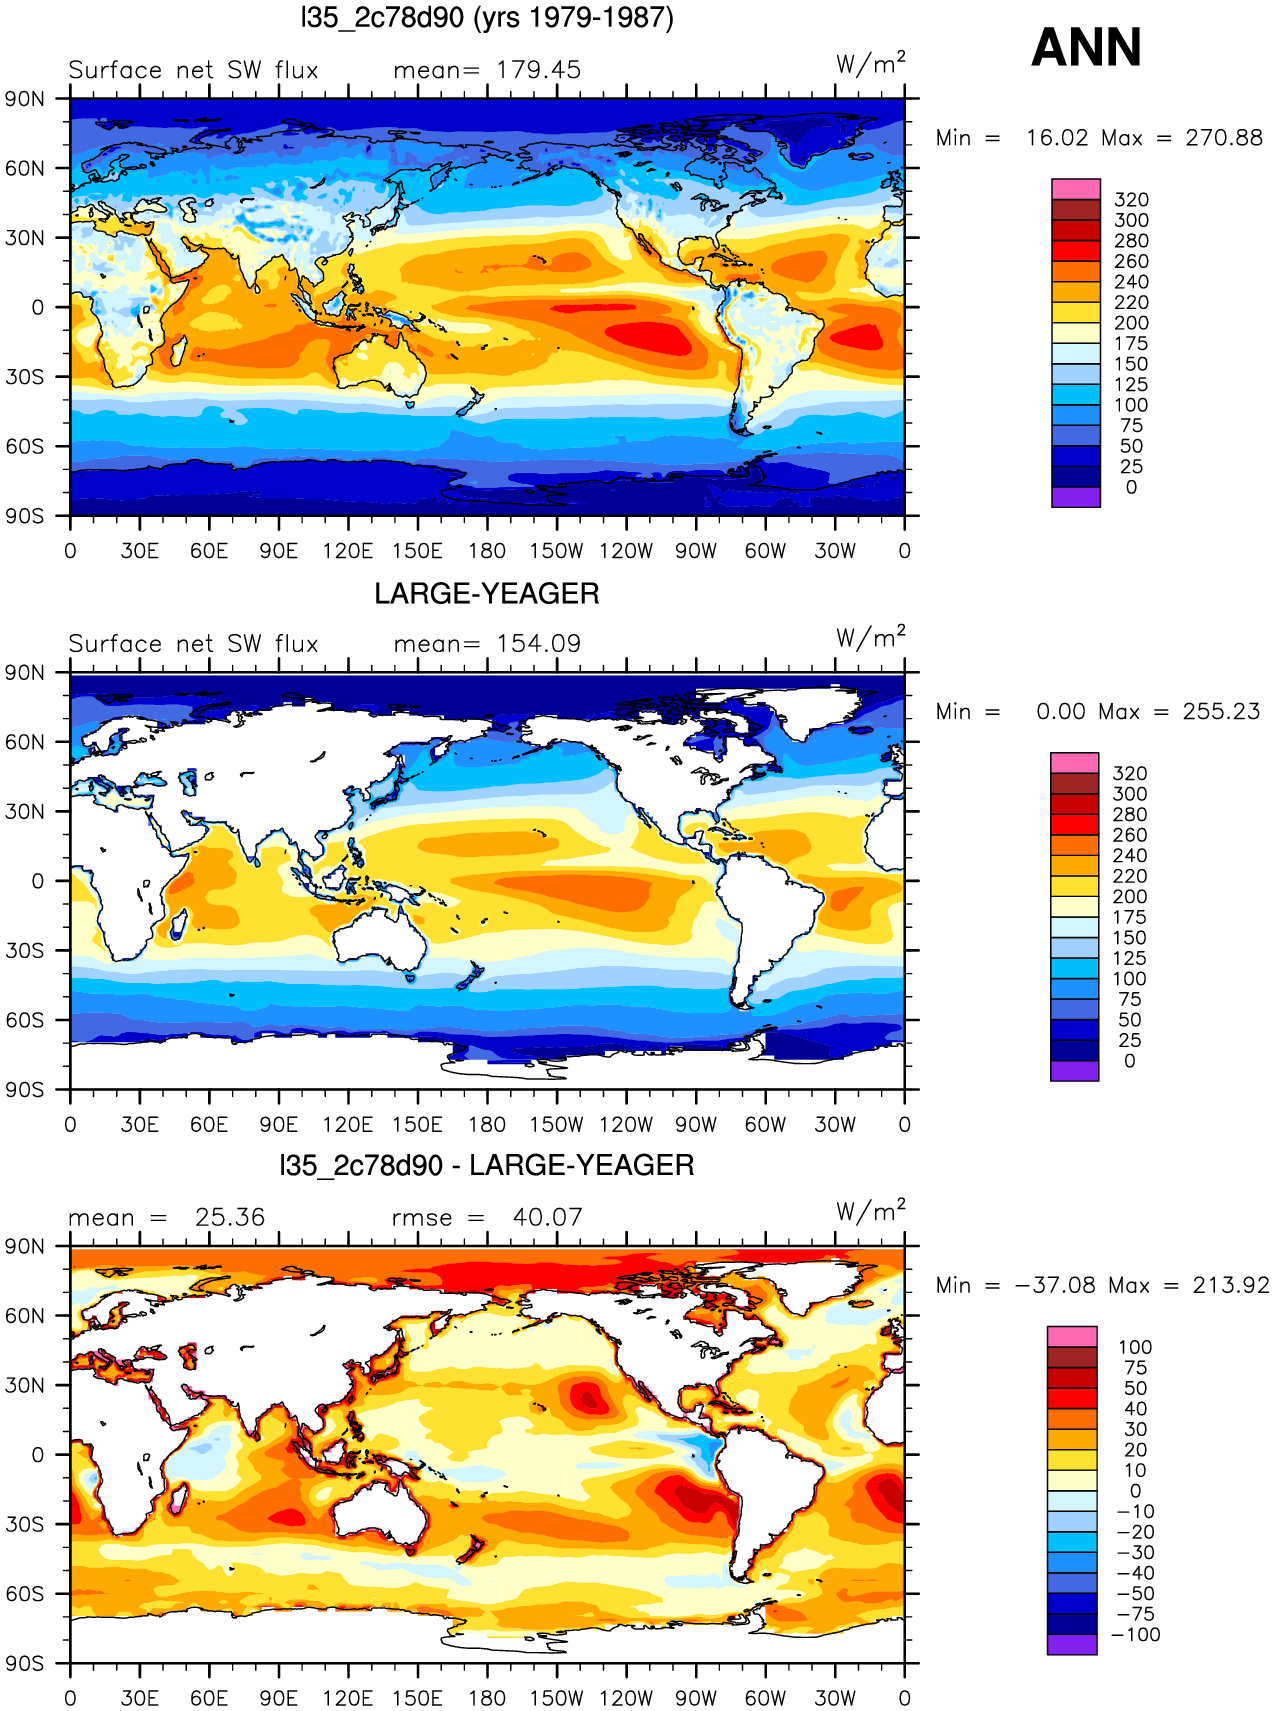 l35_2c78d90 (yrs 1979-1987)
ANN
Surface net SW flux mean= 179.45 W/m²
Min = 16.02 Max = 270.88
90N
60N
30N
0
30S
60S
90S
0 30E 60E 90E 120E 150E 180 150W 120W 90W 60W 30W 0
320
300
280
260
240
220
200
175
150
125
100
75
50
25
0
LARGE-YEAGER
Surface net SW flux mean= 154.09 W/m²
Min = 0.00 Max = 255.23
90N
60N
30N
0
30S
60S
90S
0 30E 60E 90E 120E 150E 180 150W 120W 90W 60W 30W 0
320
300
280
260
240
220
200
175
150
125
100
75
50
25
0
l35_2c78d90 - LARGE-YEAGER
mean = 25.36 rmse = 40.07 W/m²
Min = −37.08 Max = 213.92
90N
60N
30N
0
30S
60S
90S
0 30E 60E 90E 120E 150E 180 150W 120W 90W 60W 30W 0
100
75
50
40
30
20
10
0
−10
−20
−30
−40
−50
−75
−100